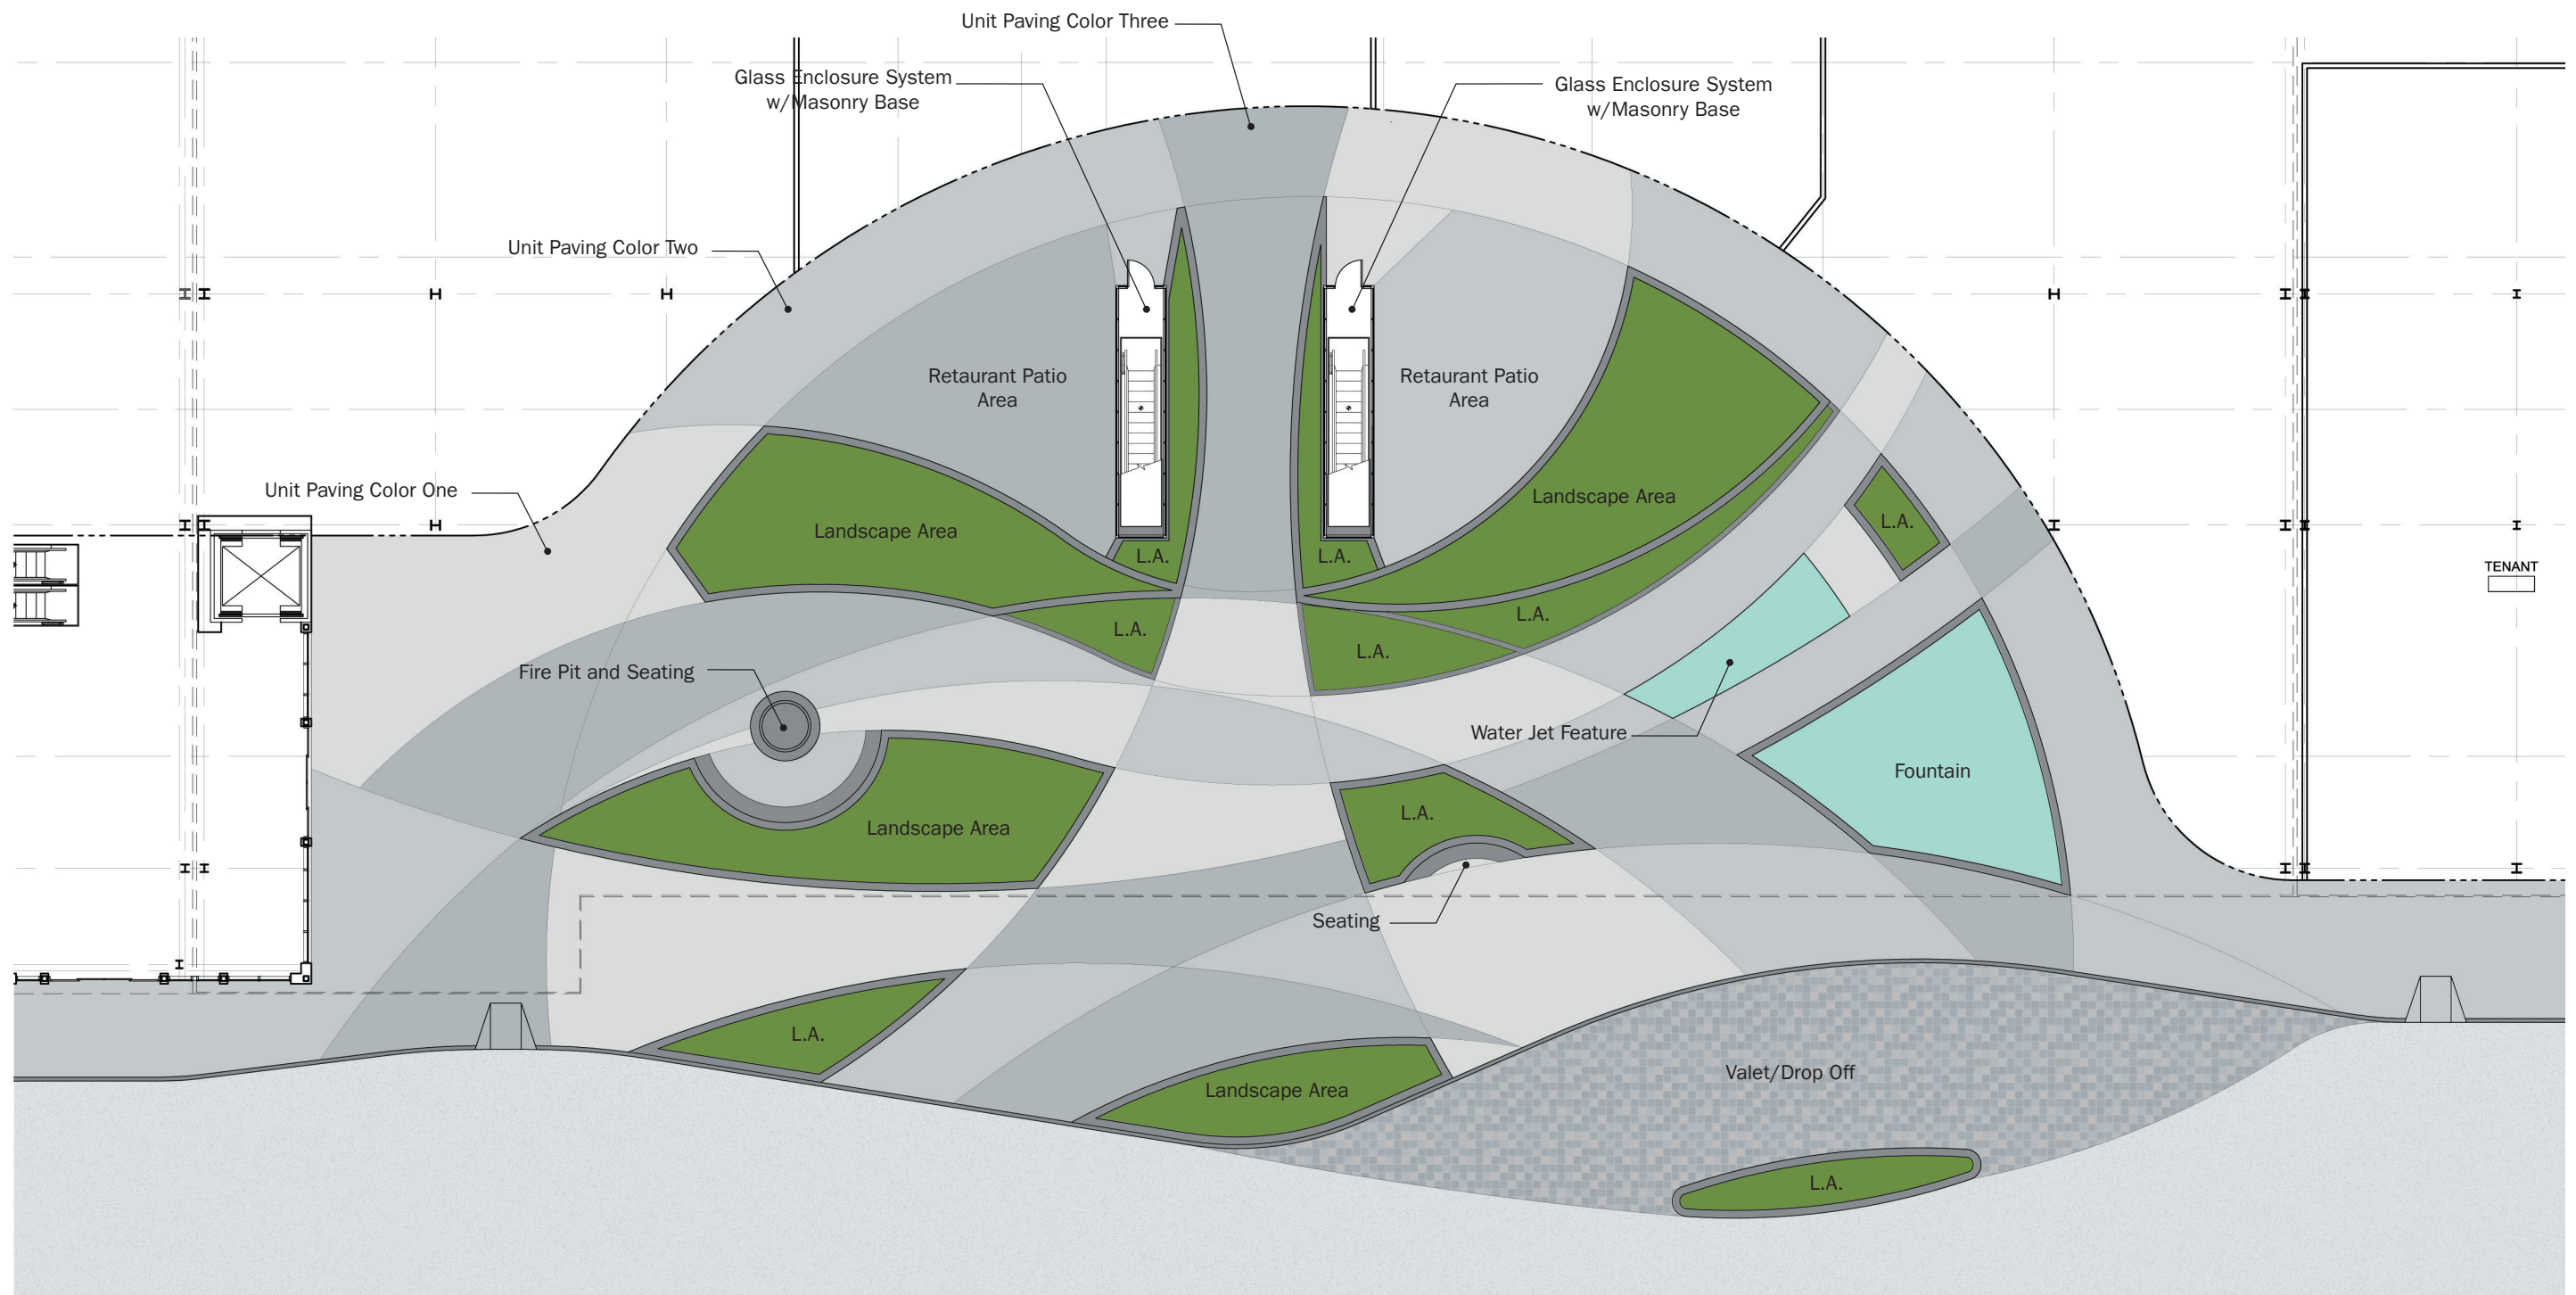 Unit Paving Color Three
Glass Enclosure System
w/Masonry Base
Glass Enclosure System
w/Masonry Base
Unit Paving Color Two
Retaurant Patio
Area
Retaurant Patio
Area
Unit Paving Color One
Landscape Area
Landscape Area
L.A.
L.A.
L.A.
TENANT
L.A.
L.A.
L.A.
Fire Pit and Seating
Water Jet Feature
Fountain
L.A.
Landscape Area
Seating
L.A.
Landscape Area
Valet/Drop Off
L.A.